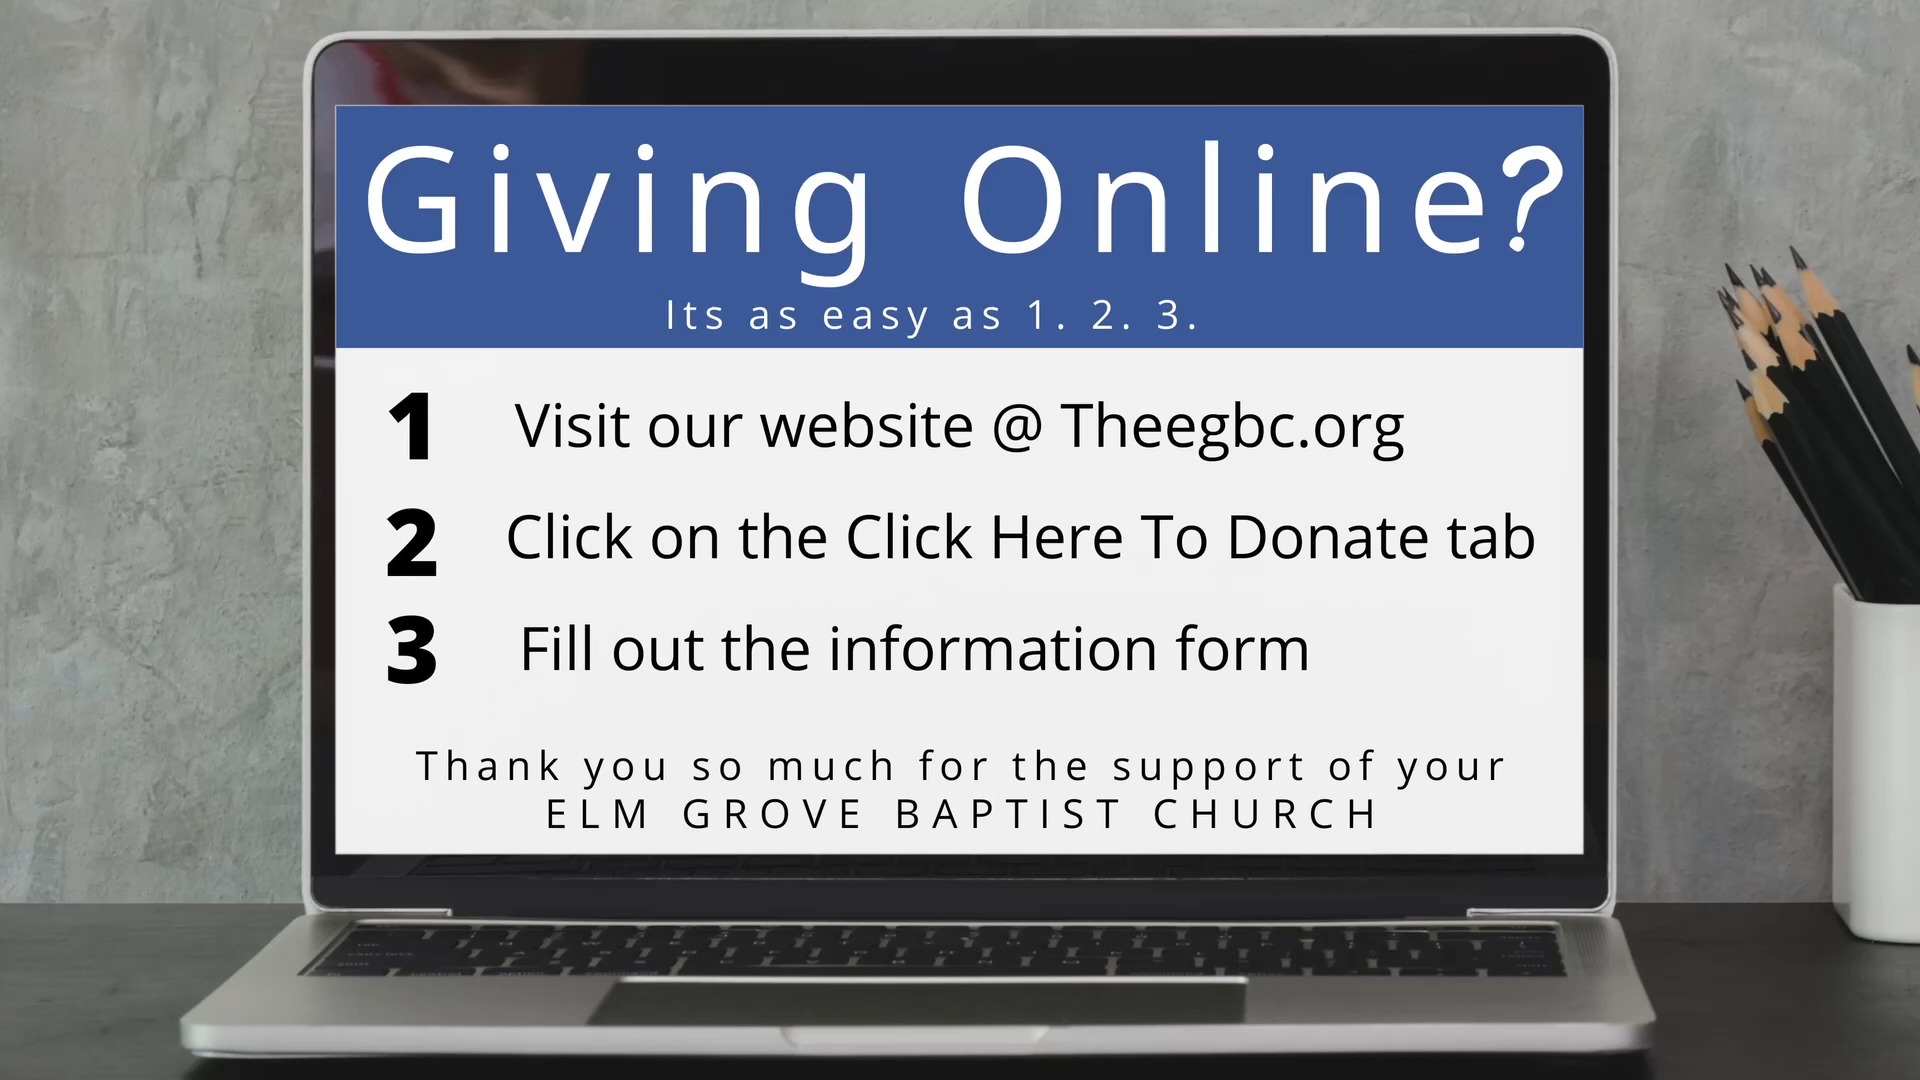 Giving Online?
Its as easy as 1. 2. 3.
1 Visit our website @ Theegbc.org
2 Click on the Click Here To Donate tab
3 Fill out the information form
Thank you so much for the support of your
ELM GROVE BAPTIST CHURCH